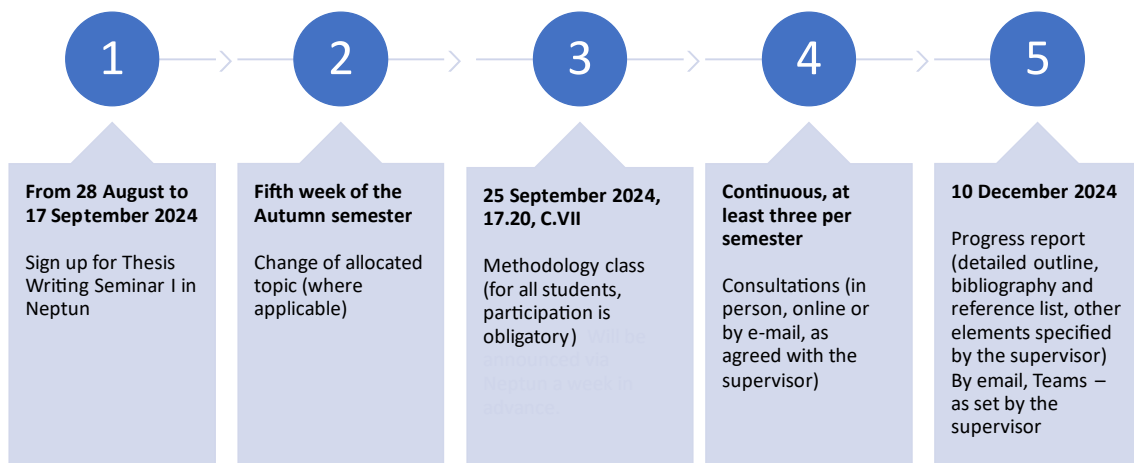 1
2
3
4
5
From 28 August to
17 September 2024
Sign up for Thesis
Writing Seminar I in
Neptun
Fifth week of the
Autumn semester
Change of allocated
topic (where
applicable)
25 September 2024,
17.20, C.VII
Methodology class
(for all students,
participation is
obligatory) Will be
announced via
Neptun a week in
advance.
Continuous, at
least three per
semester
Consultations (in
person, online or
by e-mail, as
agreed with the
supervisor)
10 December 2024
Progress report
(detailed outline,
bibliography and
reference list, other
elements specified
by the supervisor)
By email, Teams –
as set by the
supervisor